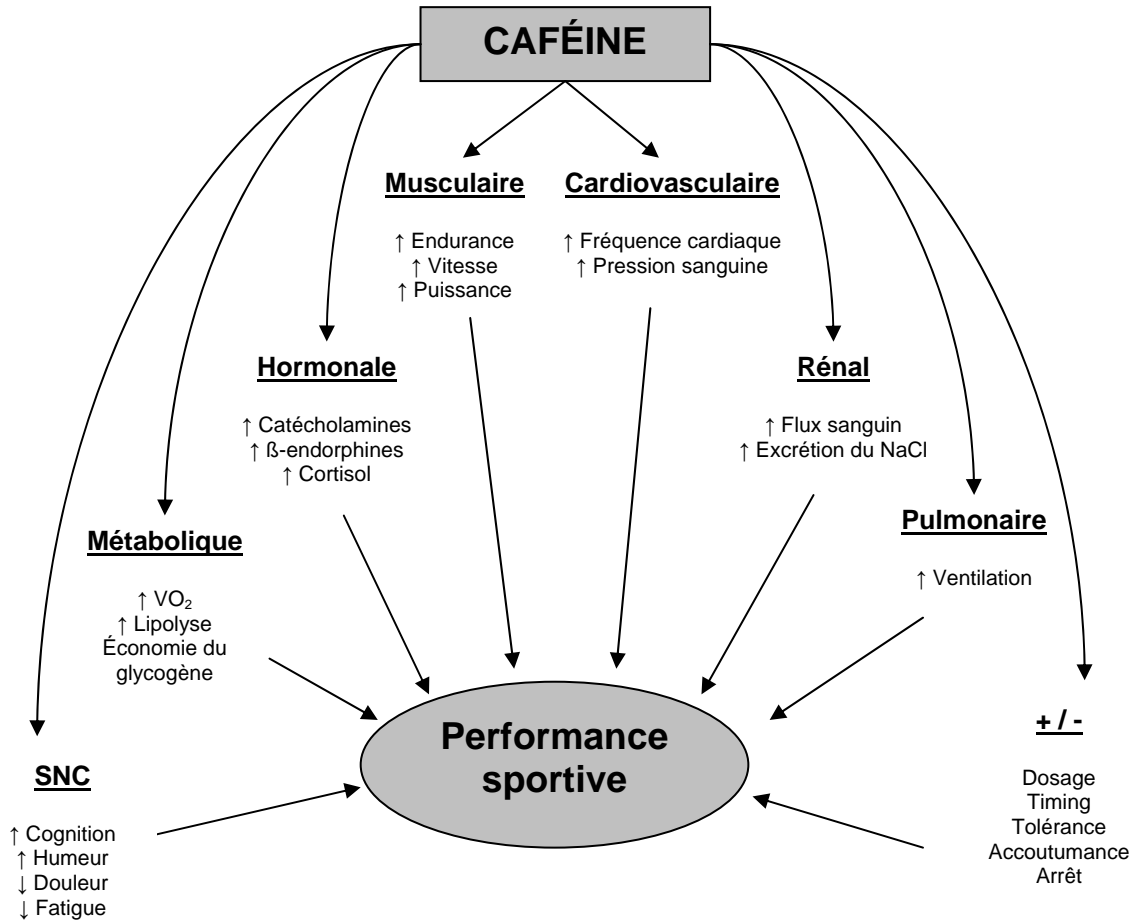 CAFÉINE
Musculaire
↑ Endurance
↑ Vitesse
↑ Puissance
Cardiovasculaire
↑ Fréquence cardiaque
↑ Pression sanguine
Hormonale
↑ Catécholamines
↑ ß-endorphines
↑ Cortisol
Rénal
↑ Flux sanguin
↑ Excrétion du NaCl
Métabolique
↑ VO₂
↑ Lipolyse
Économie du
glycogène
Pulmonaire
↑ Ventilation
SNC
↑ Cognition
↑ Humeur
↓ Douleur
↓ Fatigue
Performance
sportive
+ / -
Dosage
Timing
Tolérance
Accoutumance
Arrêt